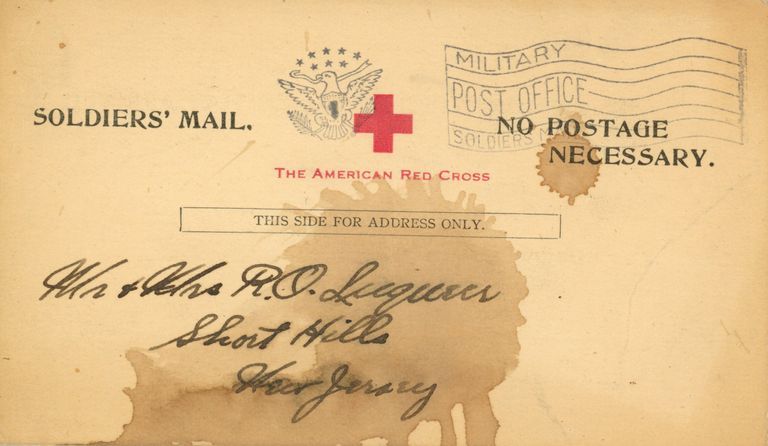 SOLDIERS' MAIL.
THE AMERICAN RED CROSS
MILITARY
POST OFFICE
SOLDIERS
NO POSTAGE
NECESSARY.
THIS SIDE FOR ADDRESS ONLY.
Mr & Mrs R.O. Luqueer
Short Hills
New Jersey